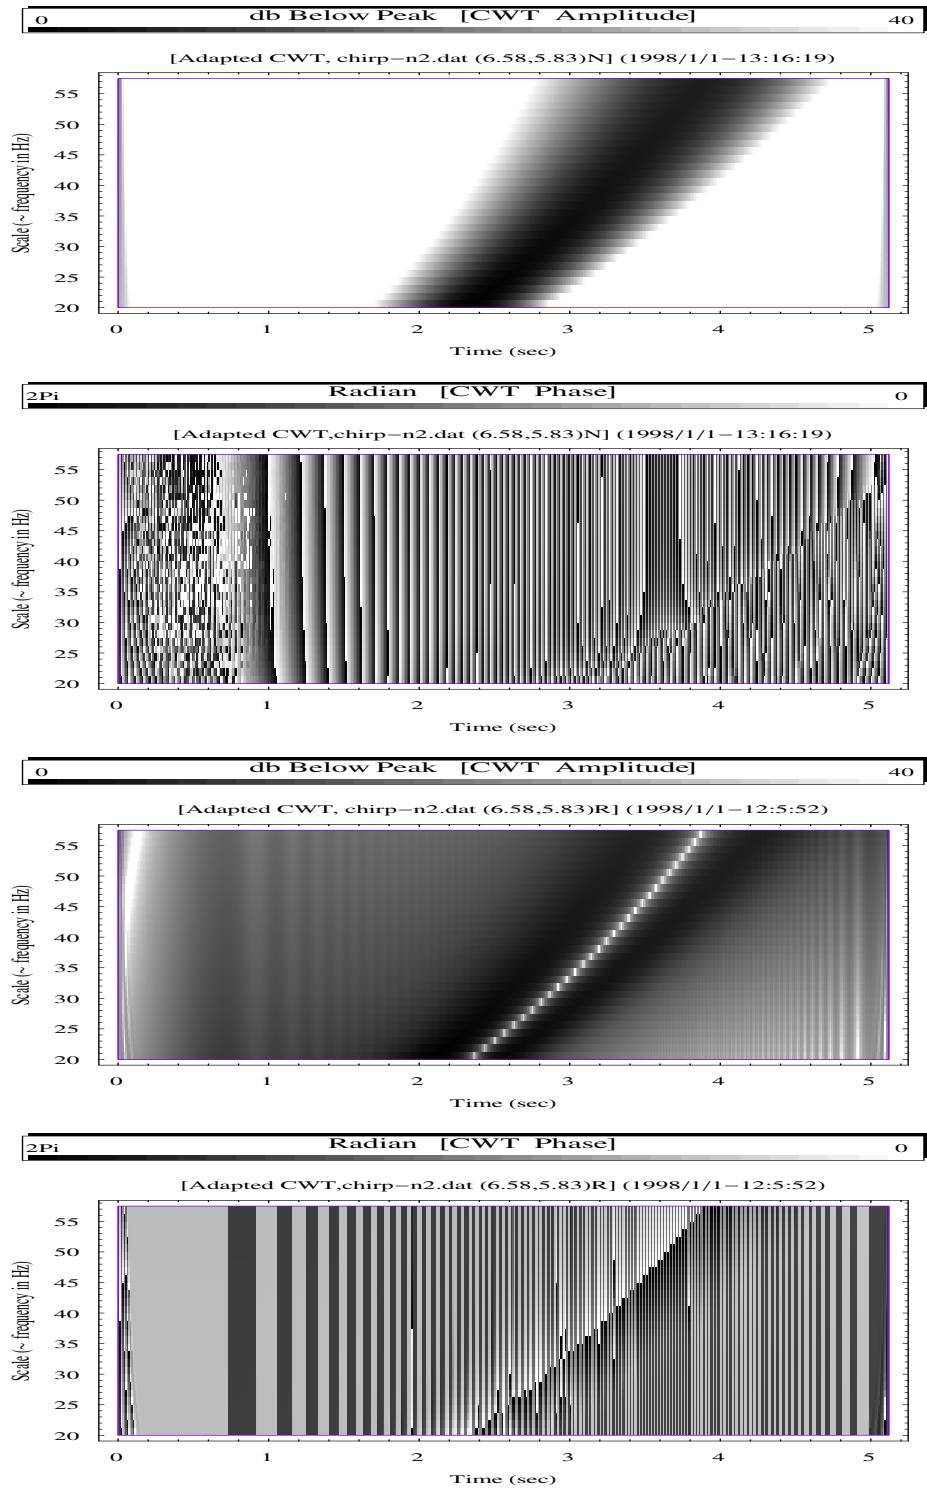 0 db Below Peak [CWT Amplitude] 40
[Adapted CWT, chirp−n2.dat (6.58,5.83)N] (1998/1/1−13:16:19)
Scale (~ frequency in Hz)
55
50
45
40
35
30
25
20
0 1 2 3 4 5
Time (sec)
2Pi Radian [CWT Phase] 0
[Adapted CWT,chirp−n2.dat (6.58,5.83)N] (1998/1/1−13:16:19)
Scale (~ frequency in Hz)
55
50
45
40
35
30
25
20
0 1 2 3 4 5
Time (sec)
0 db Below Peak [CWT Amplitude] 40
[Adapted CWT, chirp−n2.dat (6.58,5.83)R] (1998/1/1−12:5:52)
Scale (~ frequency in Hz)
55
50
45
40
35
30
25
20
0 1 2 3 4 5
Time (sec)
2Pi Radian [CWT Phase] 0
[Adapted CWT,chirp−n2.dat (6.58,5.83)R] (1998/1/1−12:5:52)
Scale (~ frequency in Hz)
55
50
45
40
35
30
25
20
0 1 2 3 4 5
Time (sec)